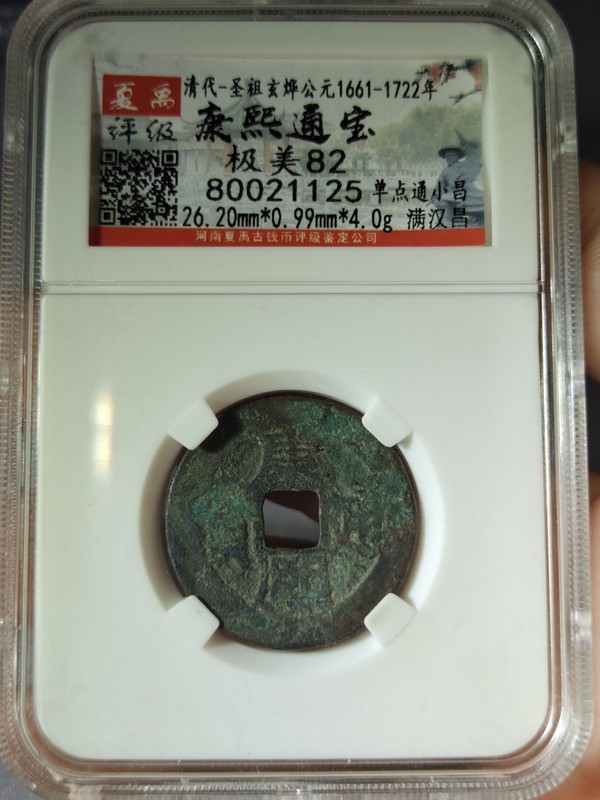 夏禹评级
清代-圣祖玄烨公元1661-1722年
康熙通宝
极美82
80021125 单点通小昌
26.20mm*0.99mm*4.0g 满汉昌
河南夏禹古钱币评级鉴定公司